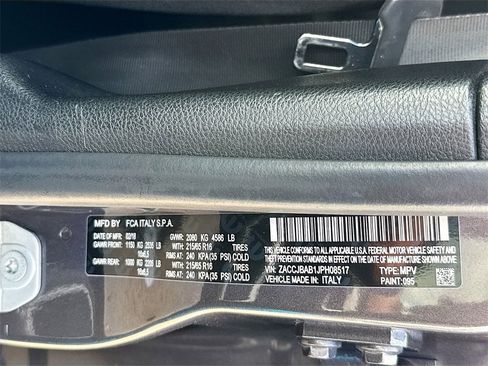 MFD BY FCA ITALY S.P.A.
DATE OF MFR 02/18 GVWR: 2080 KG 4586 LB
GAWR FRONT: 1150 KG 2535 LB WITH 215/65 R16 TIRES
RIMS AT: 240 KPA(35 PSI) COLD
GAWR REAR: 1000 KG 2205 LB WITH 215/65 R16 TIRES
RIMS AT: 240 KPA(35 PSI) COLD
THIS VEHICLE CONFORMS TO ALL APPLICABLE U.S.A. FEDERAL MOTOR VEHICLE SAFETY
AND THEFT PREVENTION STANDARDS IN EFFECT ON THE DATE OF MANUFACTURE SHOWN ABOVE.
VIN: ZACCJBAB1JPH08517 TYPE: MPV
VEHICLE MADE IN: ITALY PAINT: 095